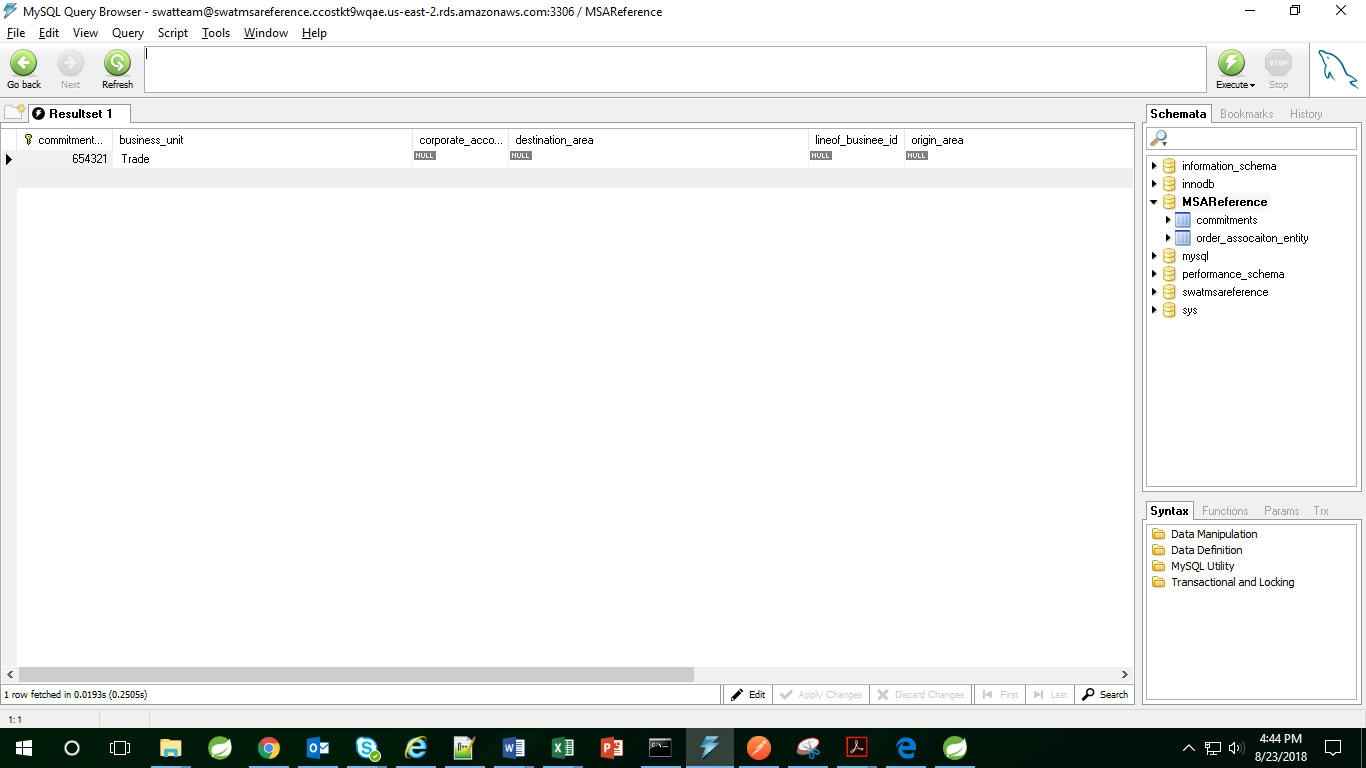 MySQL Query Browser - swatteam@swatmsareference.ccostkt9wqae.us-east-2.rds.amazonaws.com:3306 / MSAReference
File Edit View Query Script Tools Window Help
Go back Next Refresh Execute STOP Stop
Resultset 1
commitment... business_unit corporate_acco... destination_area lineof_businee_id origin_area
654321 Trade NULL NULL NULL NULL
1 row fetched in 0.0193s (0.2505s) Edit Apply Changes Discard Changes First Last Search
1: 1
Schemata Bookmarks History
information_schema
innodb
MSAReference
commitments
order_assocaiton_entity
mysql
performance_schema
swatmsareference
sys
Syntax Functions Params Trx
Data Manipulation
Data Definition
MySQL Utility
Transactional and Locking
4:44 PM
8/23/2018